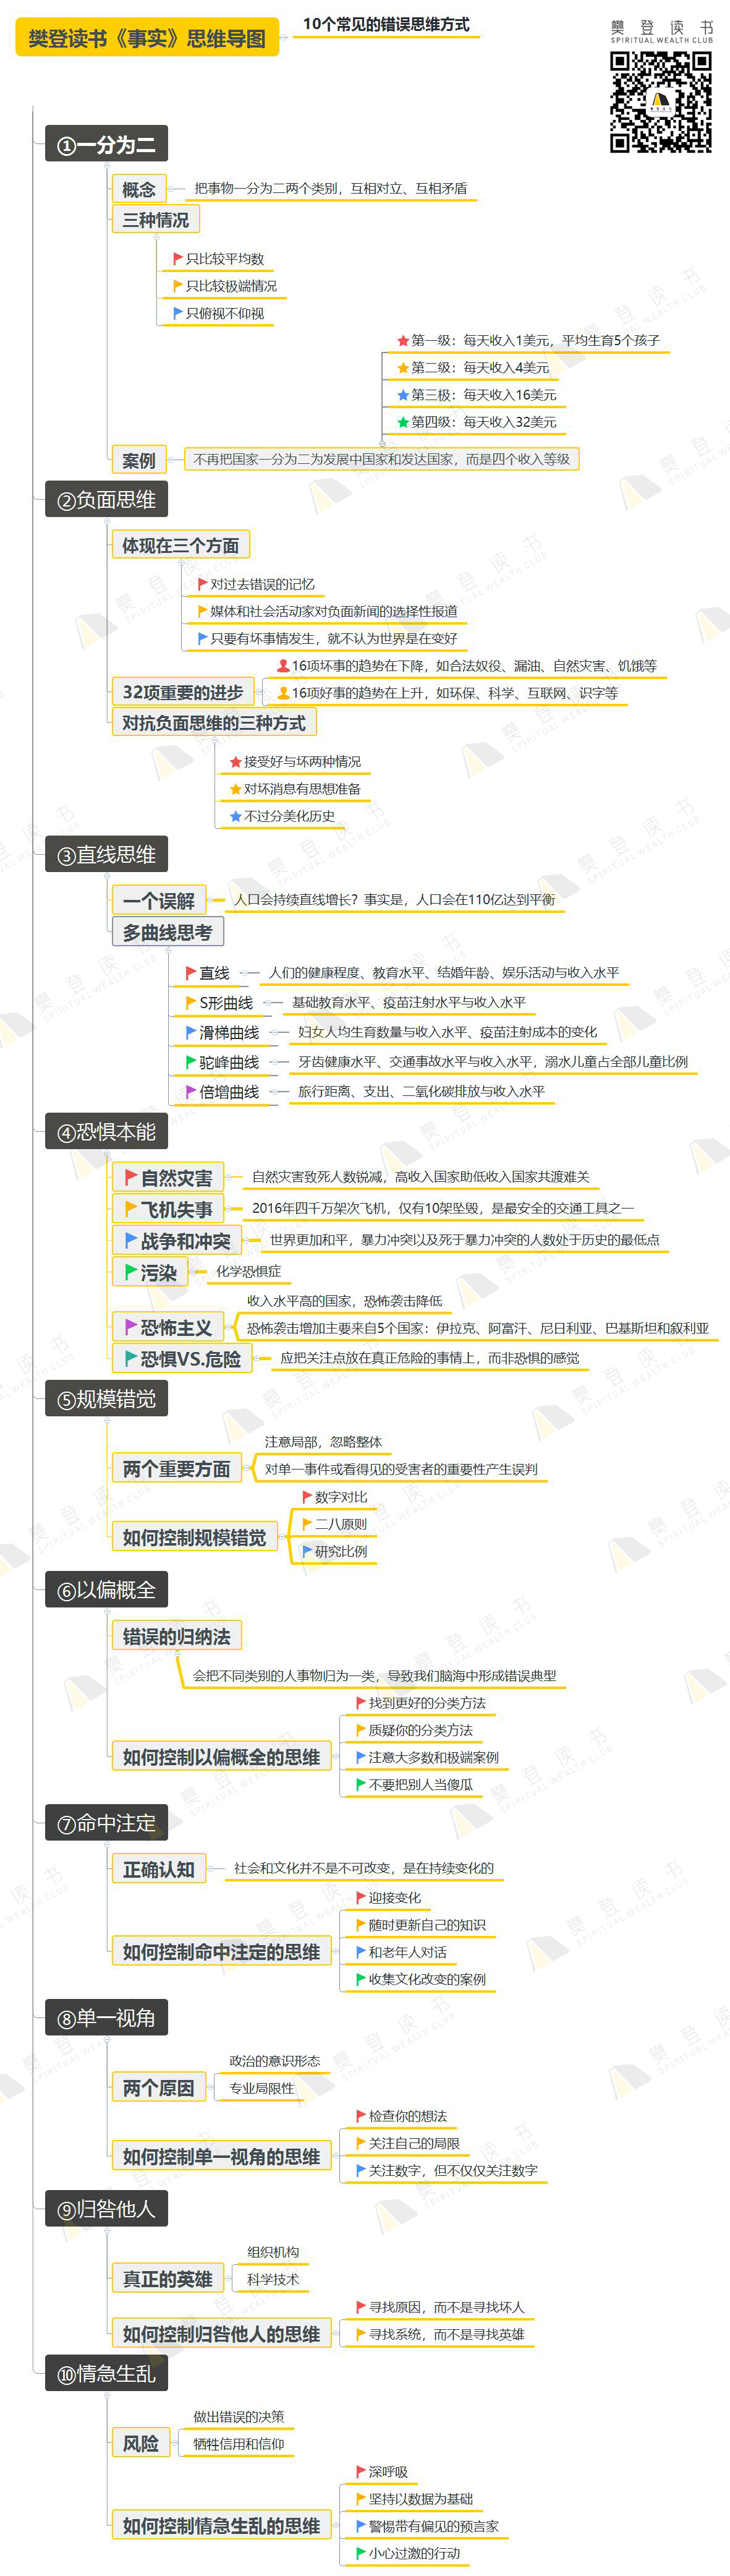 樊登读书《事实》思维导图
10个常见的错误思维方式
樊登读书
SPIRITUAL WEALTH CLUB
①一分为二
概念
把事物一分为二两个类别，互相对立、互相矛盾
三种情况
只比较平均数
只比较极端情况
只俯视不仰视
第一级：每天收入1美元，平均生育5个孩子
第二级：每天收入4美元
第三极：每天收入16美元
第四级：每天收入32美元
案例
不再把国家一分为二为发展中国家和发达国家，而是四个收入等级
②负面思维
体现在三个方面
对过去错误的记忆
媒体和社会活动家对负面新闻的选择性报道
只要有坏事情发生，就不认为世界是在变好
32项重要的进步
16项坏事的趋势在下降，如合法奴役、漏油、自然灾害、饥饿等
16项好事的趋势在上升，如环保、科学、互联网、识字等
对抗负面思维的三种方式
接受好与坏两种情况
对坏消息有思想准备
不过分美化历史
③直线思维
一个误解
人口会持续直线增长？事实是，人口会在110亿达到平衡
多曲线思考
直线
人们的健康程度、教育水平、结婚年龄、娱乐活动与收入水平
S形曲线
基础教育水平、疫苗注射水平与收入水平
滑梯曲线
妇女人均生育数量与收入水平、疫苗注射成本的变化
驼峰曲线
牙齿健康水平、交通事故水平与收入水平，溺水儿童占全部儿童比例
倍增曲线
旅行距离、支出、二氧化碳排放与收入水平
④恐惧本能
自然灾害
自然灾害致死人数锐减，高收入国家助低收入国家共渡难关
飞机失事
2016年四千万架次飞机，仅有10架坠毁，是最安全的交通工具之一
战争和冲突
世界更加和平，暴力冲突以及死于暴力冲突的人数处于历史的最低点
污染
化学恐惧症
恐怖主义
收入水平高的国家，恐怖袭击降低
恐怖袭击增加主要来自5个国家：伊拉克、阿富汗、尼日利亚、巴基斯坦和叙利亚
恐惧VS.危险
应把关注点放在真正危险的事情上，而非恐惧的感觉
⑤规模错觉
两个重要方面
注意局部，忽略整体
对单一事件或看得见的受害者的重要性产生误判
如何控制规模错觉
数字对比
二八原则
研究比例
⑥以偏概全
错误的归纳法
会把不同类别的人事物归为一类，导致我们脑海中形成错误典型
如何控制以偏概全的思维
找到更好的分类方法
质疑你的分类方法
注意大多数和极端案例
不要把别人当傻瓜
⑦命中注定
正确认知
社会和文化并不是不可改变，是在持续变化的
如何控制命中注定的思维
迎接变化
随时更新自己的知识
和老年人对话
收集文化改变的案例
⑧单一视角
两个原因
政治的意识形态
专业局限性
如何控制单一视角的思维
检查你的想法
关注自己的局限
关注数字，但不仅仅关注数字
⑨归咎他人
真正的英雄
组织机构
科学技术
如何控制归咎他人的思维
寻找原因，而不是寻找坏人
寻找系统，而不是寻找英雄
⑩情急生乱
风险
做出错误的决策
牺牲信用和信仰
如何控制情急生乱的思维
深呼吸
坚持以数据为基础
警惕带有偏见的预言家
小心过激的行动